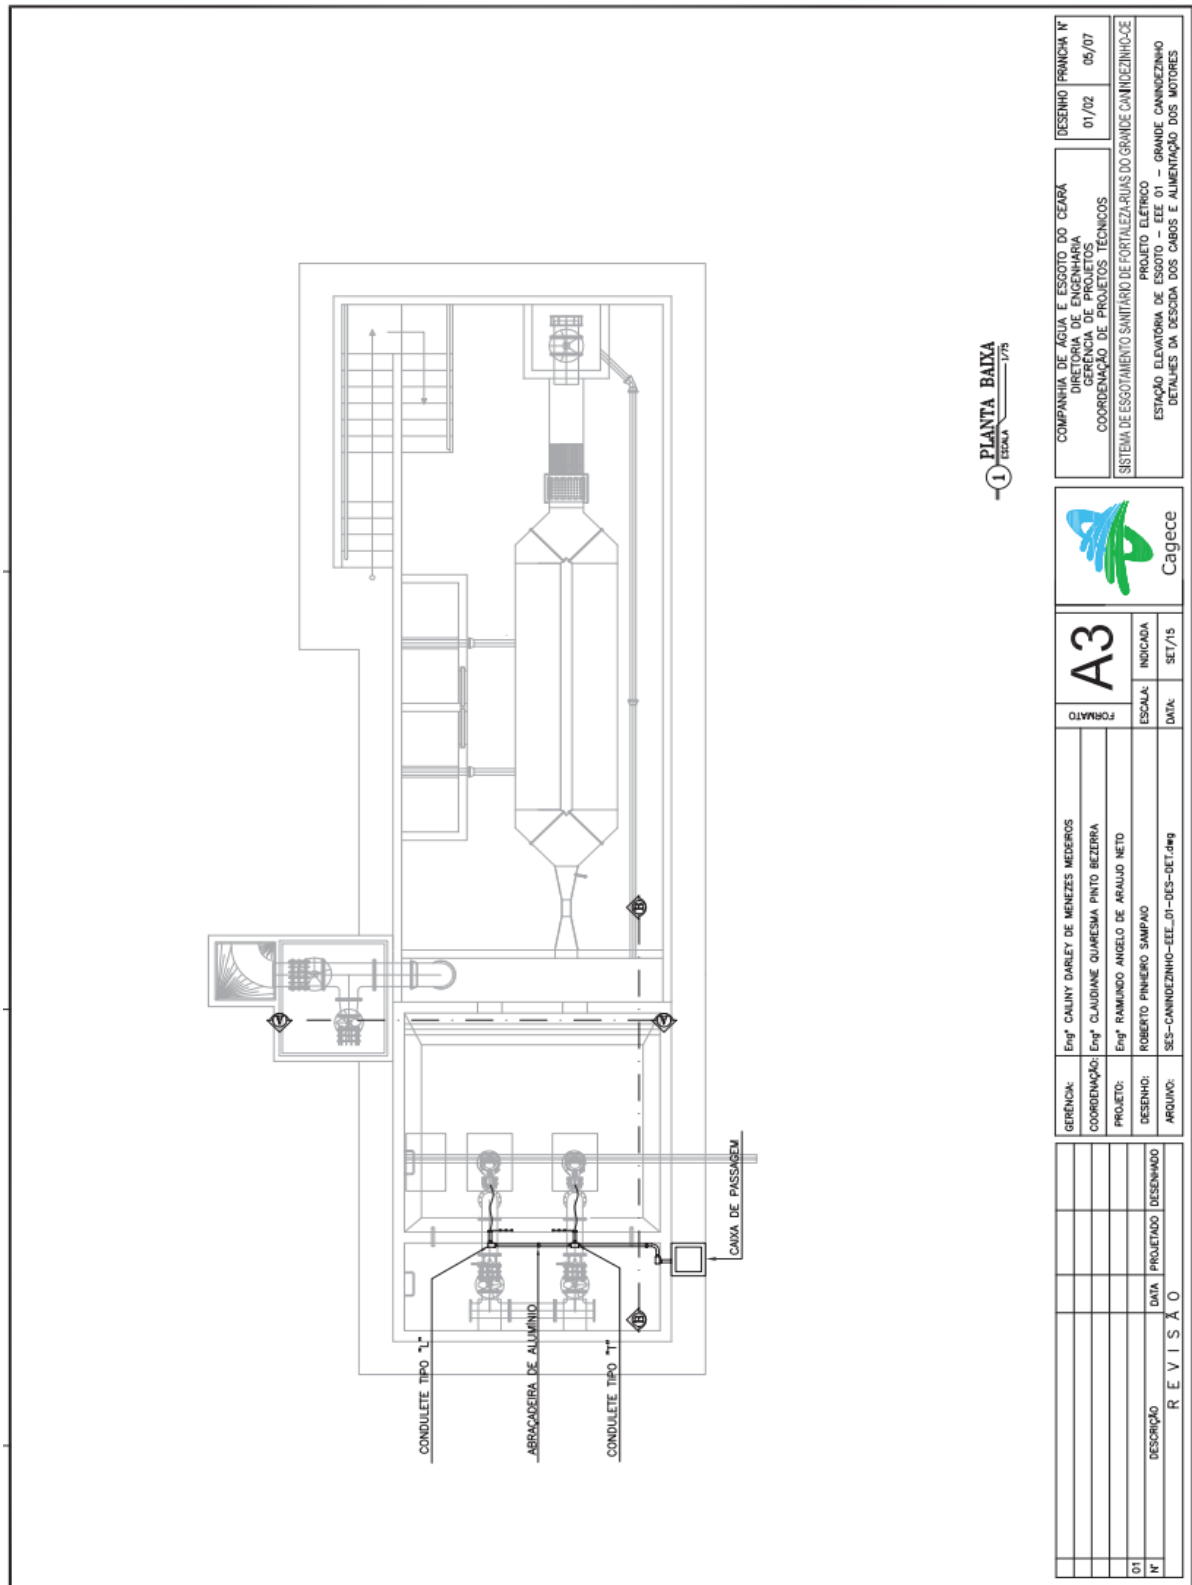 CONDULETE TIPO "L"
ABRAÇADEIRA DE ALUMÍNIO
CONDULETE TIPO "T"
CAIXA DE PASSAGEM
A
A
B
B
1
PLANTA BAIXA
ESCALA
1/75
01
Nº
DESCRIÇÃO
DATA
PROJETADO
DESENHADO
REVISÃO
GERÊNCIA:
Engª CAILINY DARLEY DE MENEZES MEDEIROS
COORDENAÇÃO:
Engª CLAUDIANE QUARESMA PINTO BEZERRA
PROJETO:
Engº RAIMUNDO ANGELO DE ARAUJO NETO
DESENHO:
ROBERTO PINHEIRO SAMPAIO
ARQUIVO:
SES-CANINDEZINHO-EEE_01-DES-DET.dwg
FORMATO
A3
ESCALA:
INDICADA
DATA:
SET/15
Cagece
COMPANHIA DE ÁGUA E ESGOTO DO CEARÁ
DIRETORIA DE ENGENHARIA
GERÊNCIA DE PROJETOS
COORDENAÇÃO DE PROJETOS TÉCNICOS
DESENHO
01/02
PRANCHA Nº
05/07
SISTEMA DE ESGOTAMENTO SANITÁRIO DE FORTALEZA-RUAS DO GRANDE CANINDEZINHO-CE
PROJETO ELÉTRICO
ESTAÇÃO ELEVATÓRIA DE ESGOTO - EEE 01 - GRANDE CANINDEZINHO
DETALHES DA DESCIDA DOS CABOS E ALIMENTAÇÃO DOS MOTORES